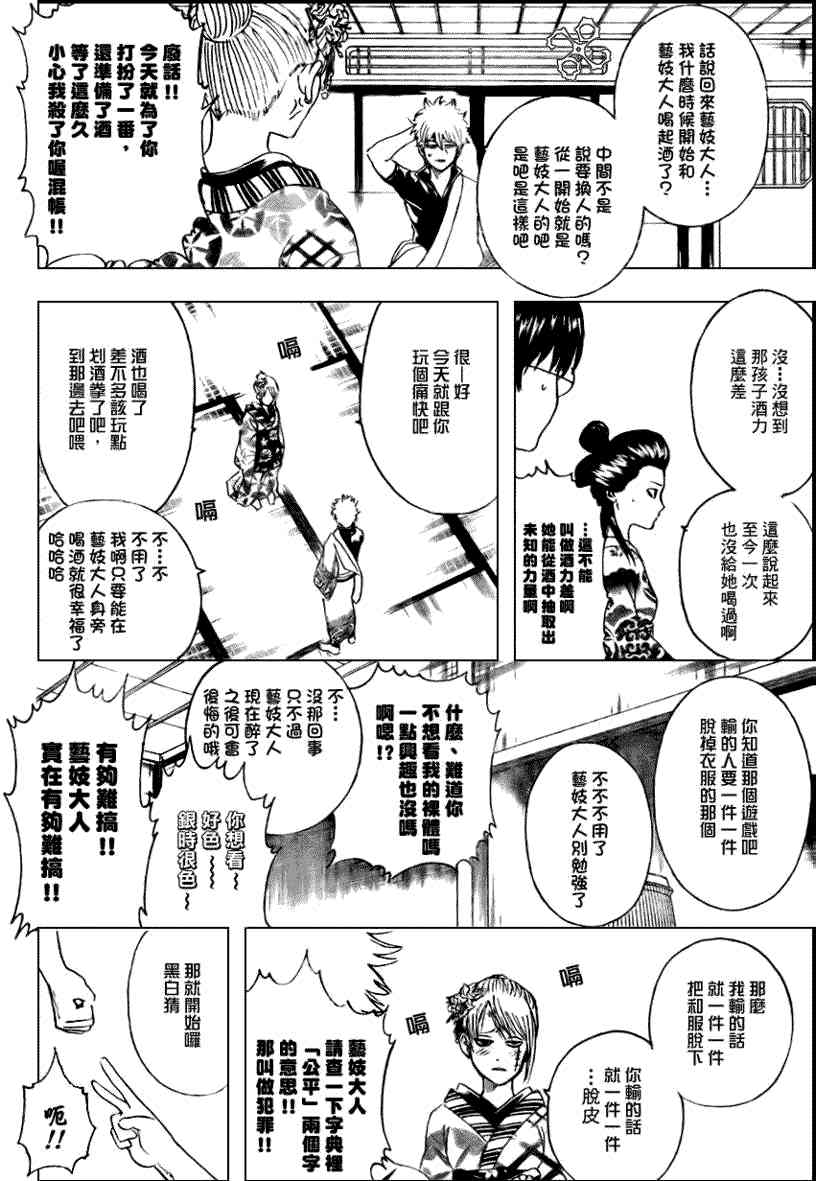 話說回來藝妓大人…
我什麼時候開始和
藝妓大人喝起酒了？
中間不是
說要換人的嗎？
從一開始就是
藝妓大人的吧
是吧是這樣吧
廢話!!
今天就為了你
打扮了一番，
還準備了酒
等了這麼久
小心我殺了你喔混帳!!
沒…沒想到
那孩子酒力
這麼差
這麼說起來
至今一次
也沒給她喝過啊
…這不能
叫做酒力差啊
她能從酒中抽取出
未知的力量啊
很—好
今天就跟你
玩個痛快吧
嗝
嗝
酒也喝了
差不多該玩點
划酒拳了吧，
到那邊去吧喂
不…不
不用了
我啊只要能在
藝妓大人身旁
喝酒就很幸福了
哈哈哈
你知道那個遊戲吧
輸的人要一件一件
脫掉衣服的那個
不不不用了
藝妓大人別勉強了
什麼、難道你
不想看我的裸體嗎
一點興趣也沒嗎
啊嗯!?
不…
沒那回事
只不過
藝妓大人
現在醉了
之後可會
後悔的哦
你想看~
好色~~
銀時很色~
有夠難搞!!
藝妓大人
實在有夠難搞!!
那麼
我輸的話
就一件一件
把和服脫下
你輸的話
就一件一件
…脫皮
嗝
嗝
藝妓大人
請查一下字典裡
「公平」兩個字
的意思!!
那叫做犯罪!!
那就開始囉
黑白猜
呃!!